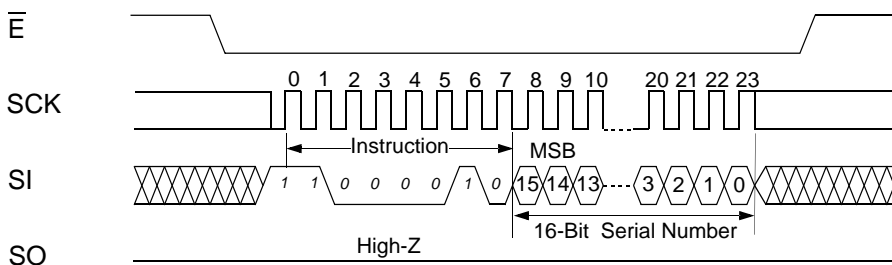 E
0 1 2 3 4 5 6 7 8 9 10 20 21 22 23
SCK
Instruction MSB
SI 1 1 0 0 0 0 1 0 15 14 13 3 2 1 0
16-Bit Serial Number
High-Z
SO